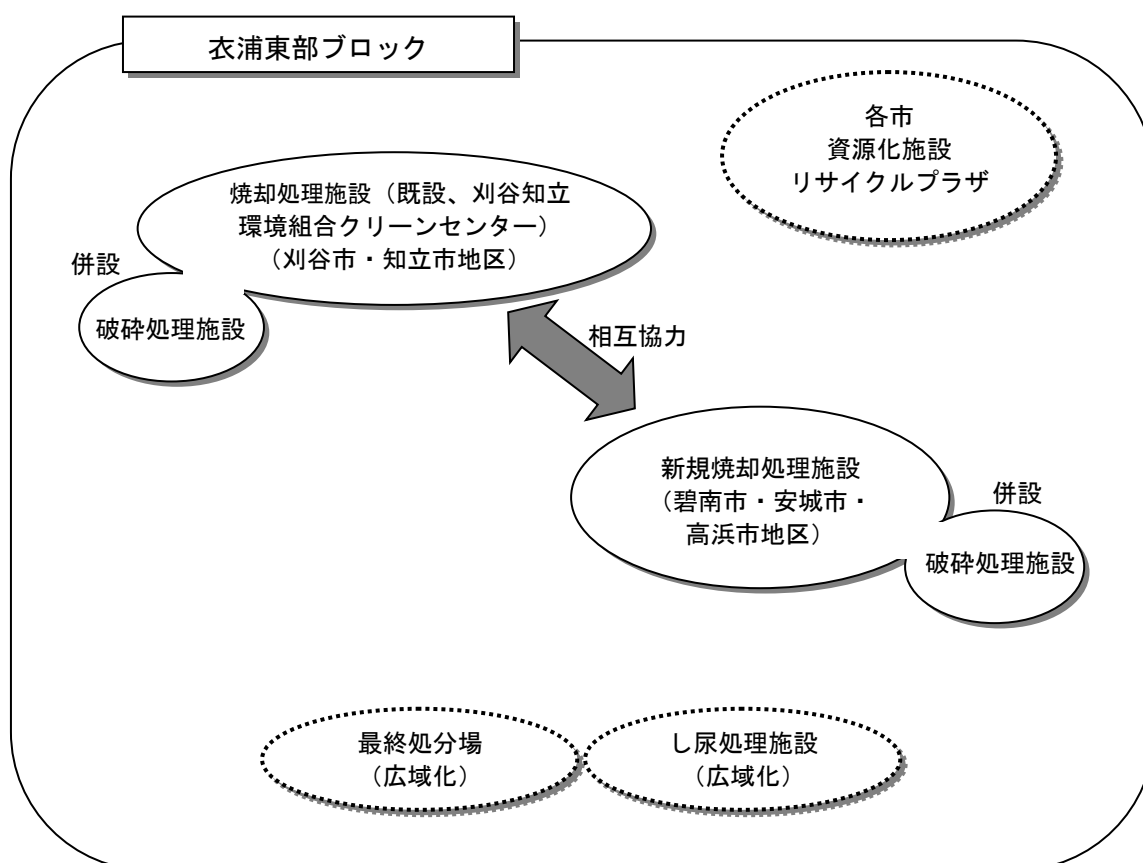 衣浦東部ブロック
各市
資源化施設
リサイクルプラザ
焼却処理施設（既設、刈谷知立
環境組合クリーンセンター）
（刈谷市・知立市地区）
併設
破砕処理施設
相互協力
新規焼却処理施設
（碧南市・安城市・
高浜市地区）
併設
破砕処理施設
最終処分場
（広域化）
し尿処理施設
（広域化）